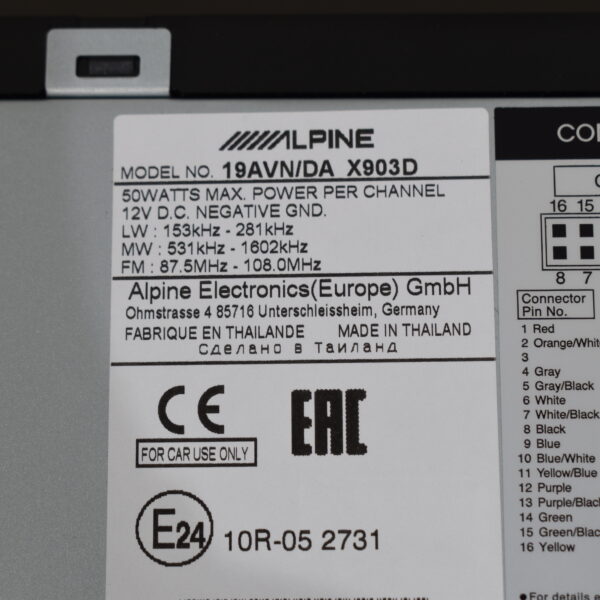 ALPINE
MODEL NO. 19AVN/DA X903D
50WATTS MAX. POWER PER CHANNEL
12V D.C. NEGATIVE GND.
LW : 153kHz - 281kHz
MW : 531kHz - 1602kHz
FM : 87.5MHz - 108.0MHz
Alpine Electronics(Europe) GmbH
Ohmstrasse 4 85716 Unterschleissheim, Germany
FABRIQUE EN THAILANDE MADE IN THAILAND
Сделано в Таиланд
CE
EAC
FOR CAR USE ONLY
E24 10R-05 2731
16 15
8 7
Connector
Pin No.
1 Red
2 Orange/White
3
4 Gray
5 Gray/Black
6 White
7 White/Black
8 Black
9 Blue
10 Blue/White
11 Yellow/Blue
12 Purple
13 Purple/Black
14 Green
15 Green/Black
16 Yellow
For details